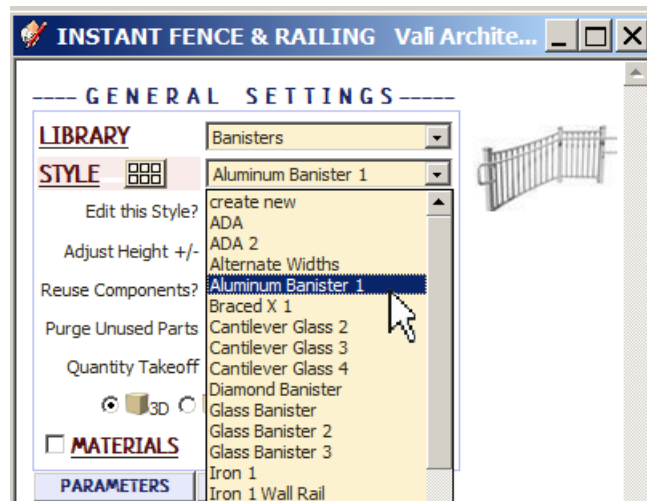 INSTANT FENCE & RAILING Vali Archite...
---- GENERAL SETTINGS-----
LIBRARY Banisters
STYLE Aluminum Banister 1
Edit this Style?
Adjust Height +/-
Reuse Components?
Purge Unused Parts
Quantity Takeoff
3D
MATERIALS
PARAMETERS
create new
ADA
ADA 2
Alternate Widths
Aluminum Banister 1
Braced X 1
Cantilever Glass 2
Cantilever Glass 3
Cantilever Glass 4
Diamond Banister
Glass Banister
Glass Banister 2
Glass Banister 3
Iron 1
Iron 1 Wall Rail